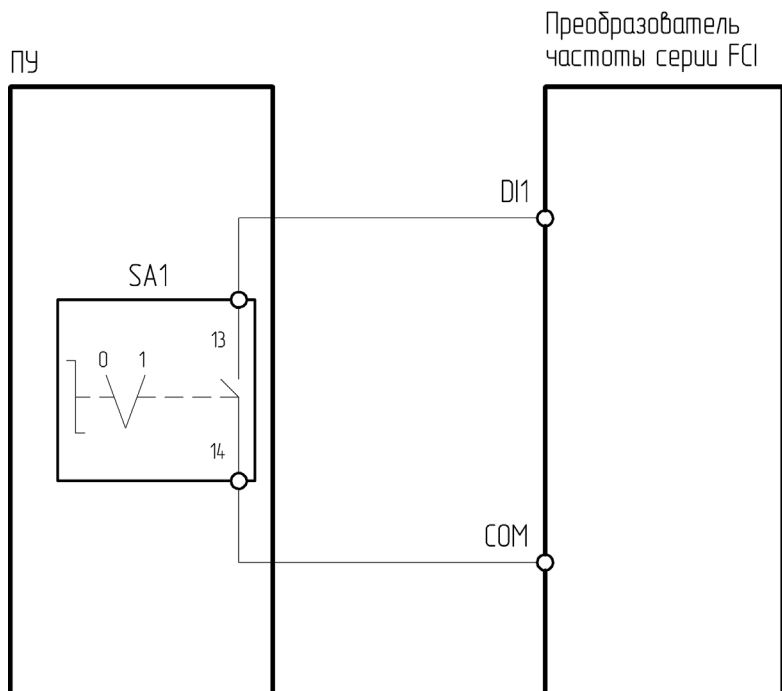 Преобразователь
частоты серии FCI
ПУ
DI1
SA1
13
0 1
14
COM